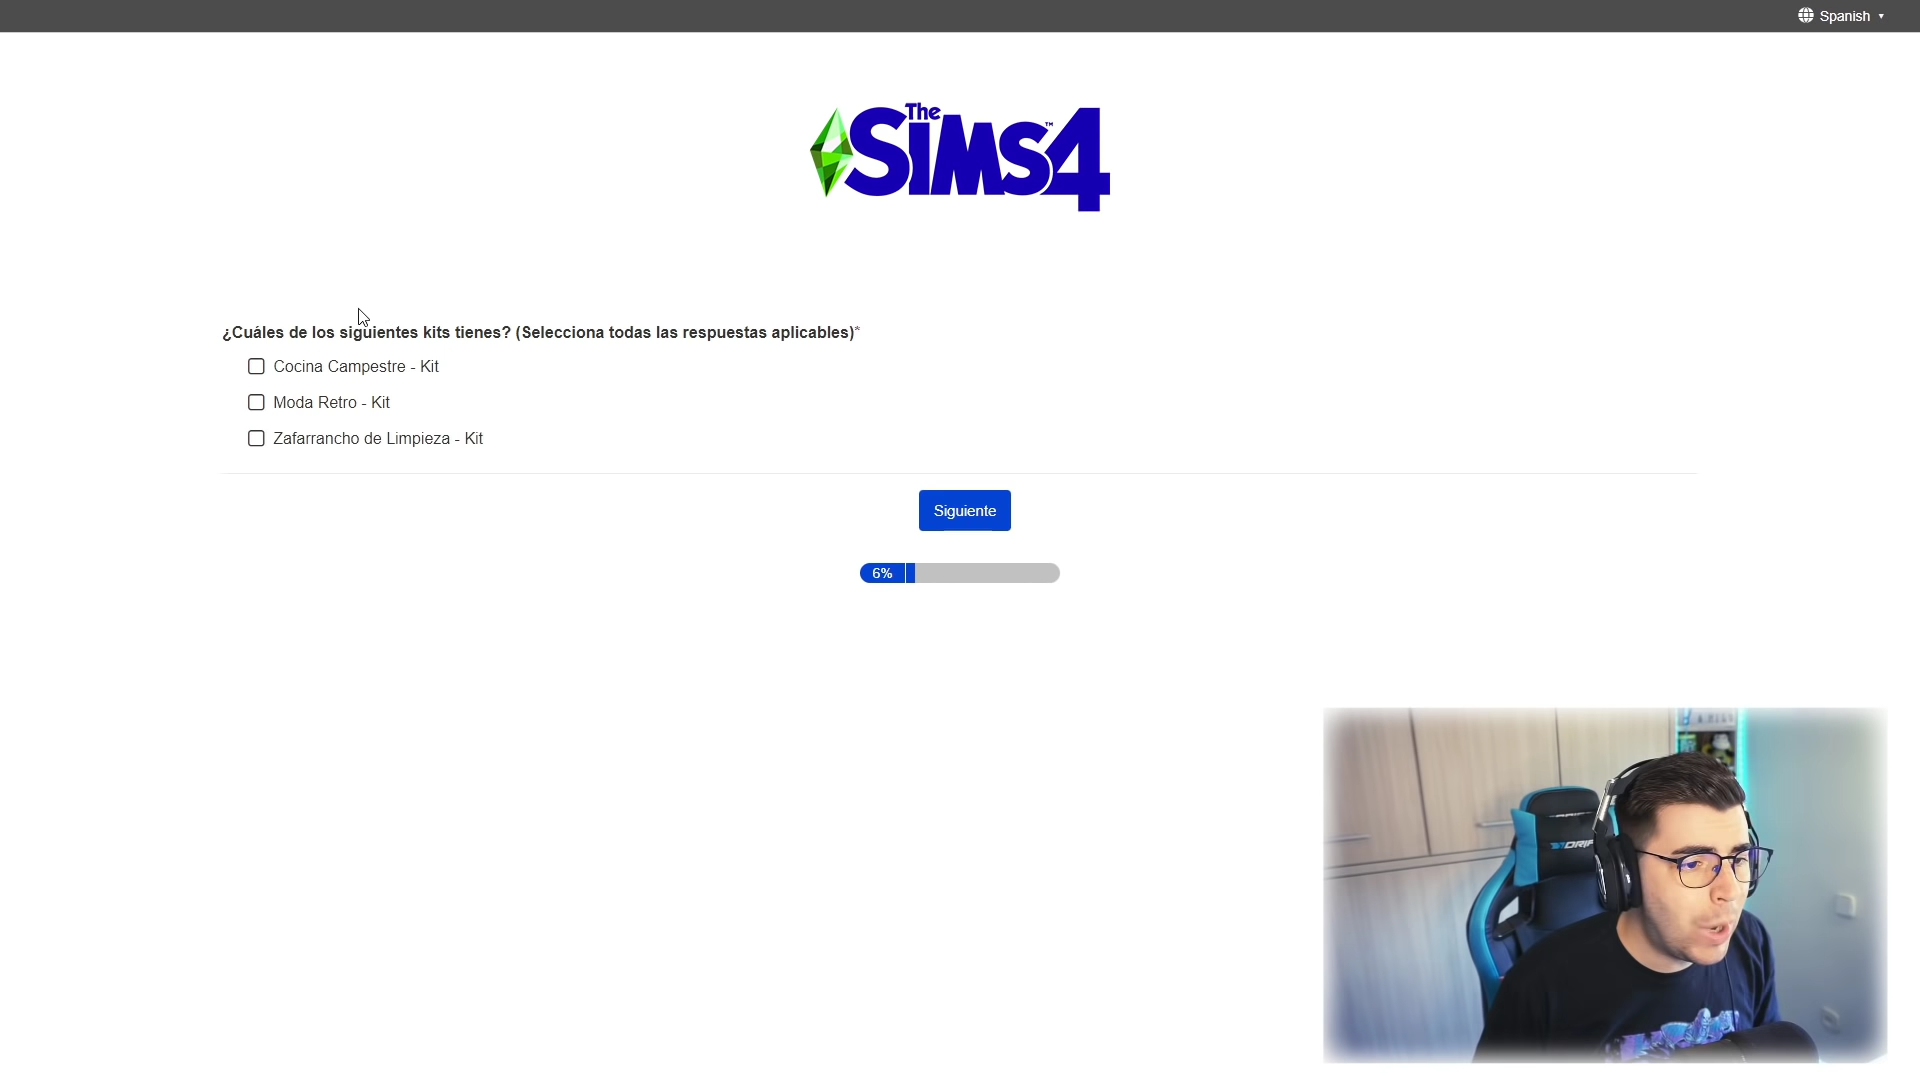 Spanish
The Sims 4
¿Cuáles de los siguientes kits tienes? (Selecciona todas las respuestas aplicables)*
Cocina Campestre - Kit
Moda Retro - Kit
Zafarrancho de Limpieza - Kit
Siguiente
6%